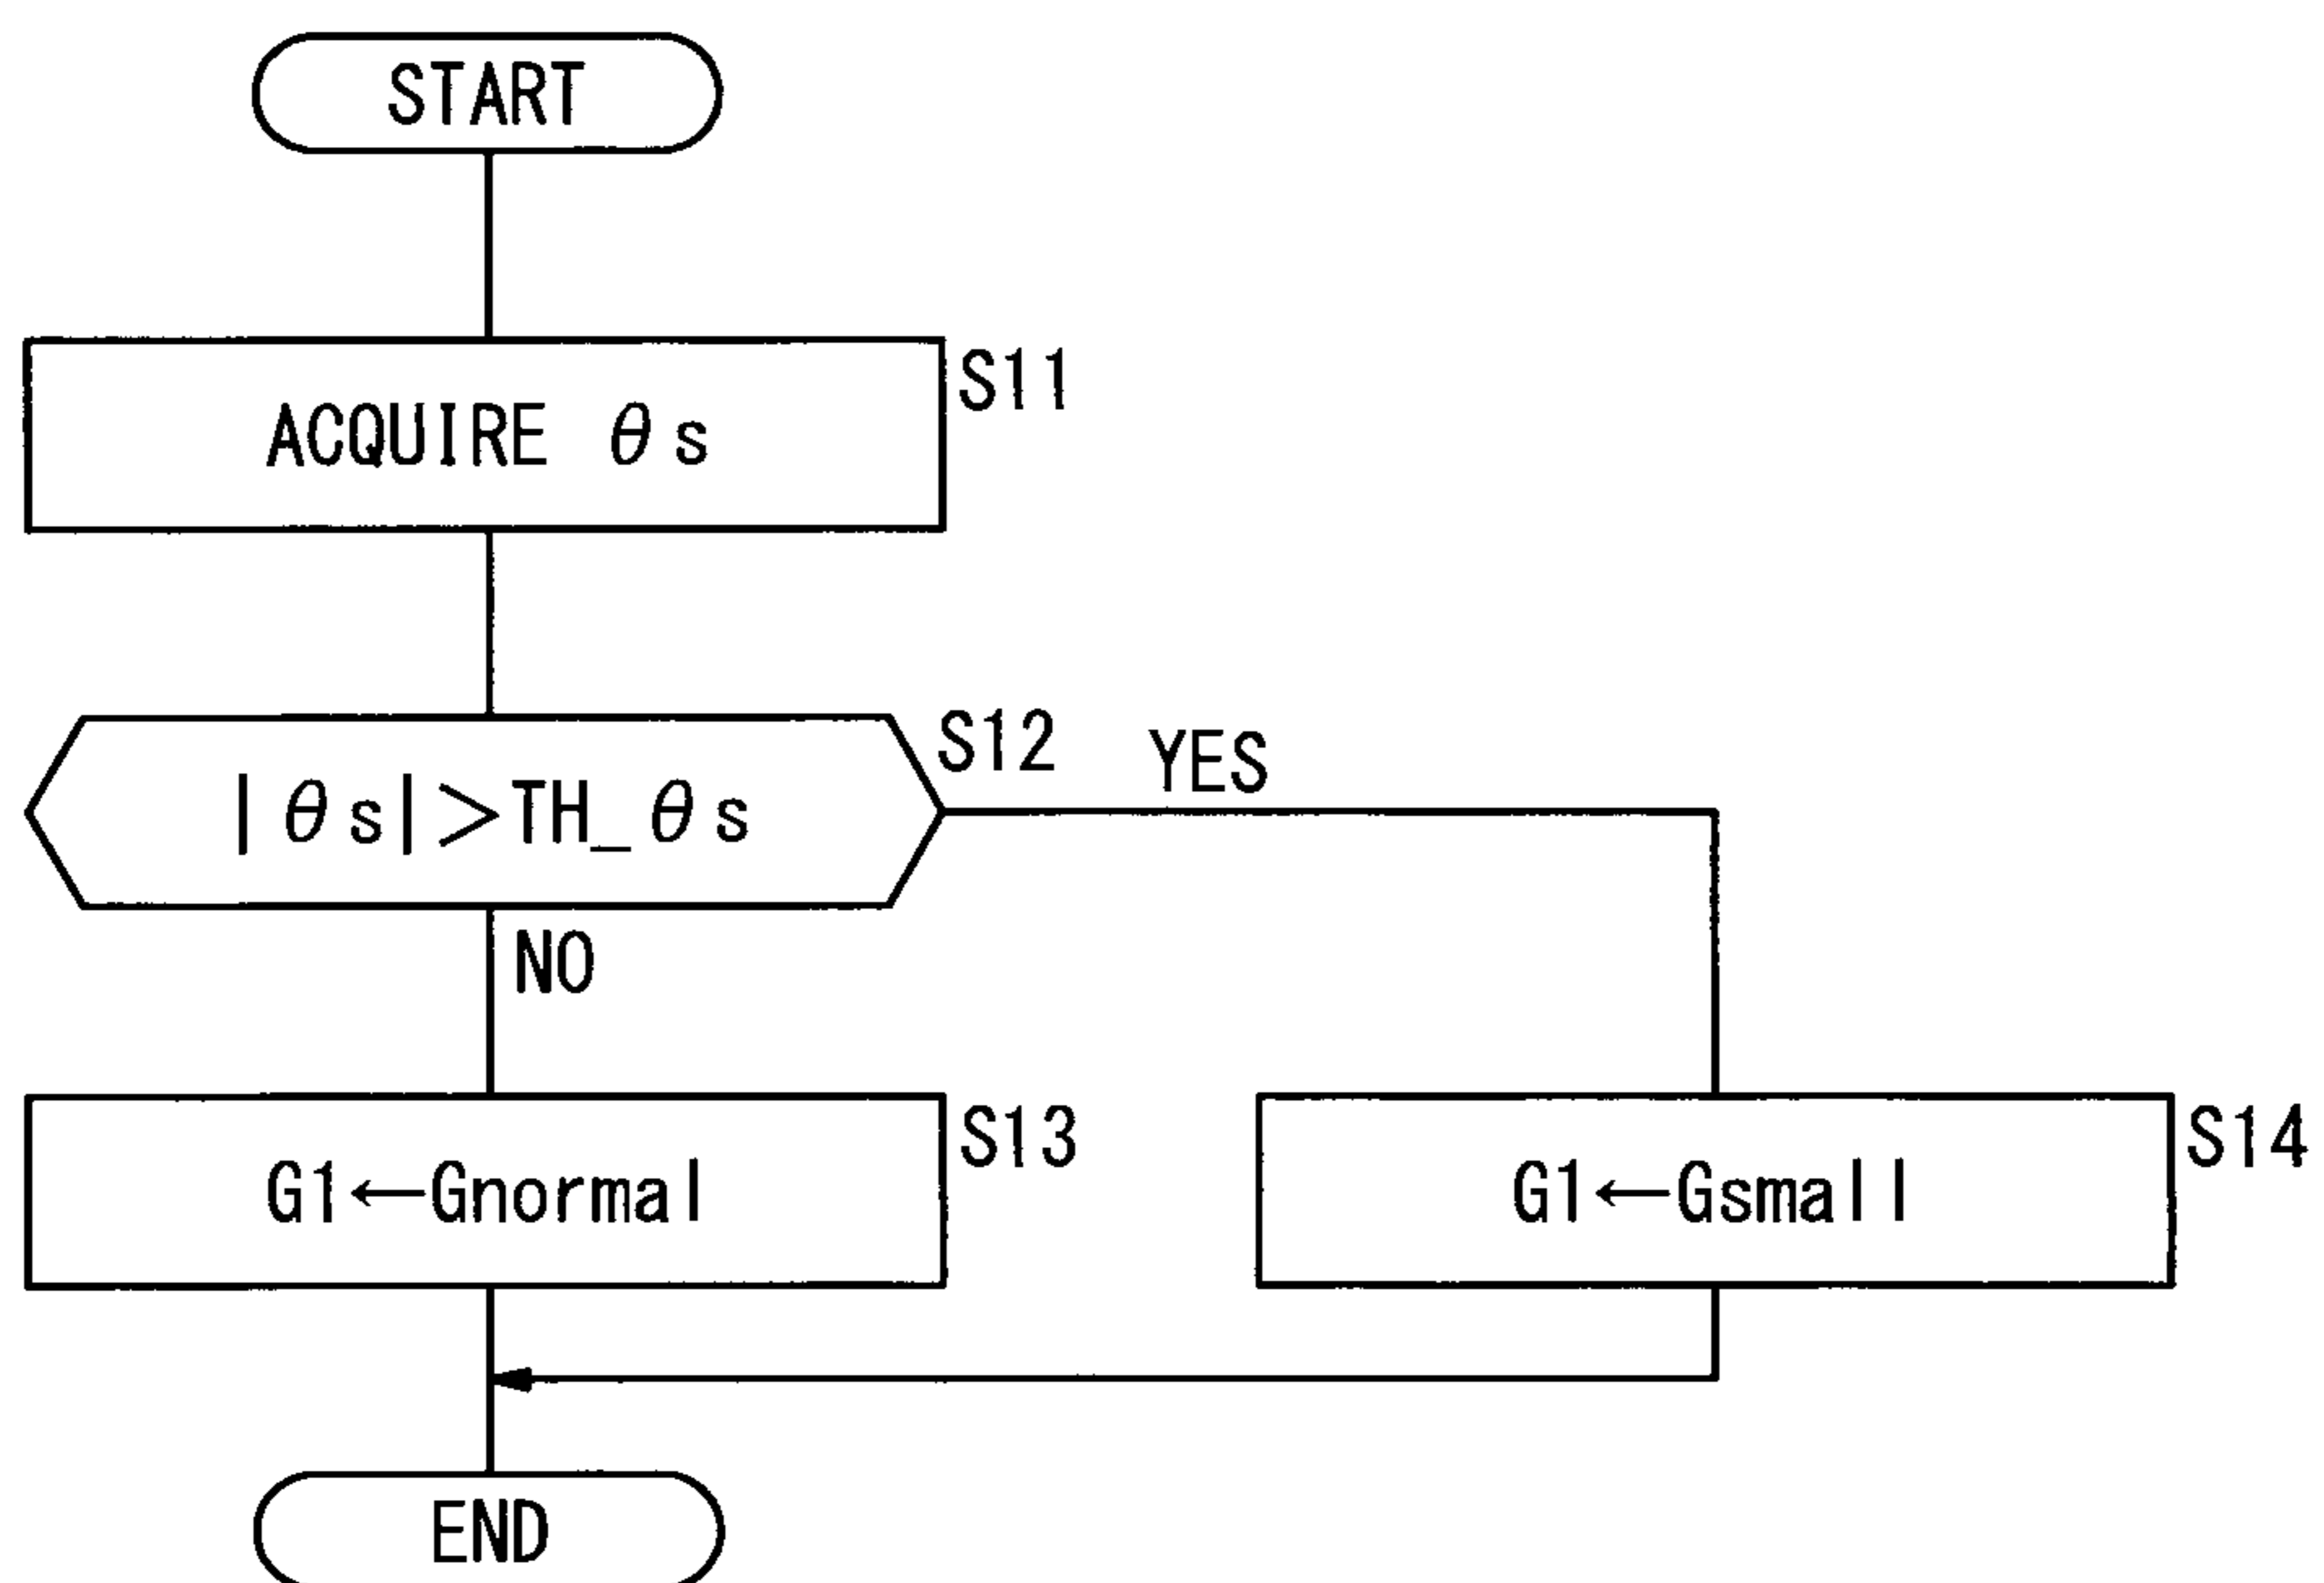 START
S11
ACQUIRE θs
S12
YES
|θs|>TH_θs
NO
S13
G1←Gnormal
S14
G1←Gsmall
END